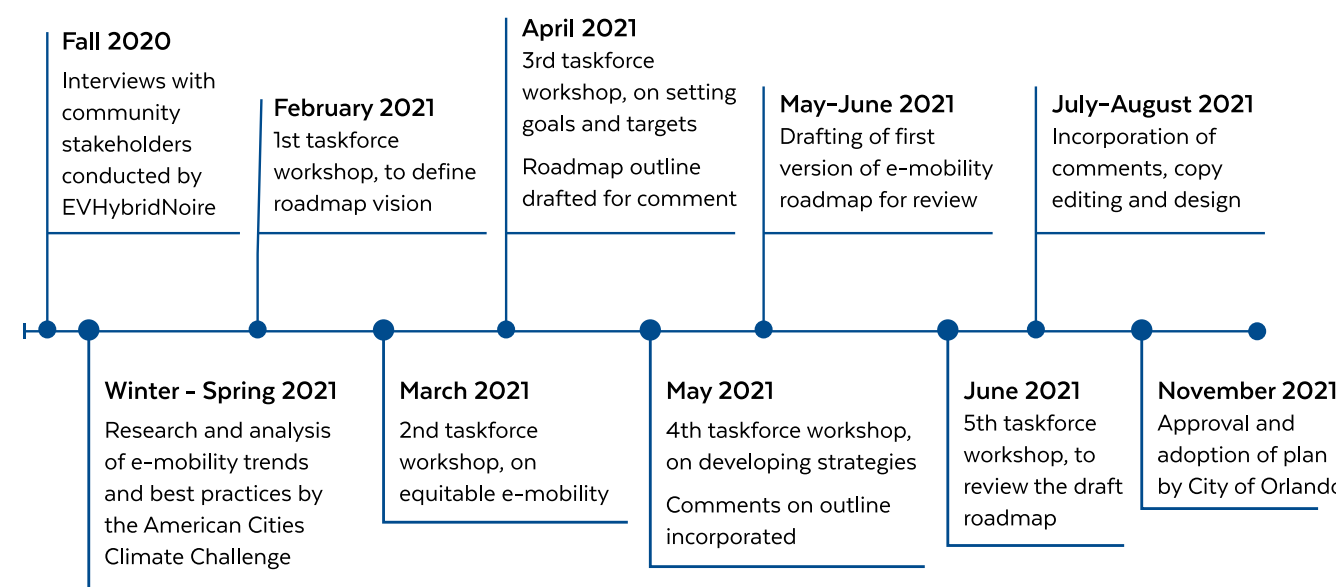 Fall 2020
Interviews with
community
stakeholders
conducted by
EVHybridNoire
Winter - Spring 2021
Research and analysis
of e-mobility trends
and best practices by
the American Cities
Climate Challenge
February 2021
1st taskforce
workshop, to define
roadmap vision
March 2021
2nd taskforce
workshop, on
equitable e-mobility
April 2021
3rd taskforce
workshop, on setting
goals and targets
Roadmap outline
drafted for comment
May 2021
4th taskforce workshop,
on developing strategies
Comments on outline
incorporated
May–June 2021
Drafting of first
version of e-mobility
roadmap for review
June 2021
5th taskforce
workshop, to
review the draft
roadmap
July–August 2021
Incorporation of
comments, copy
editing and design
November 2021
Approval and
adoption of plan
by City of Orlando